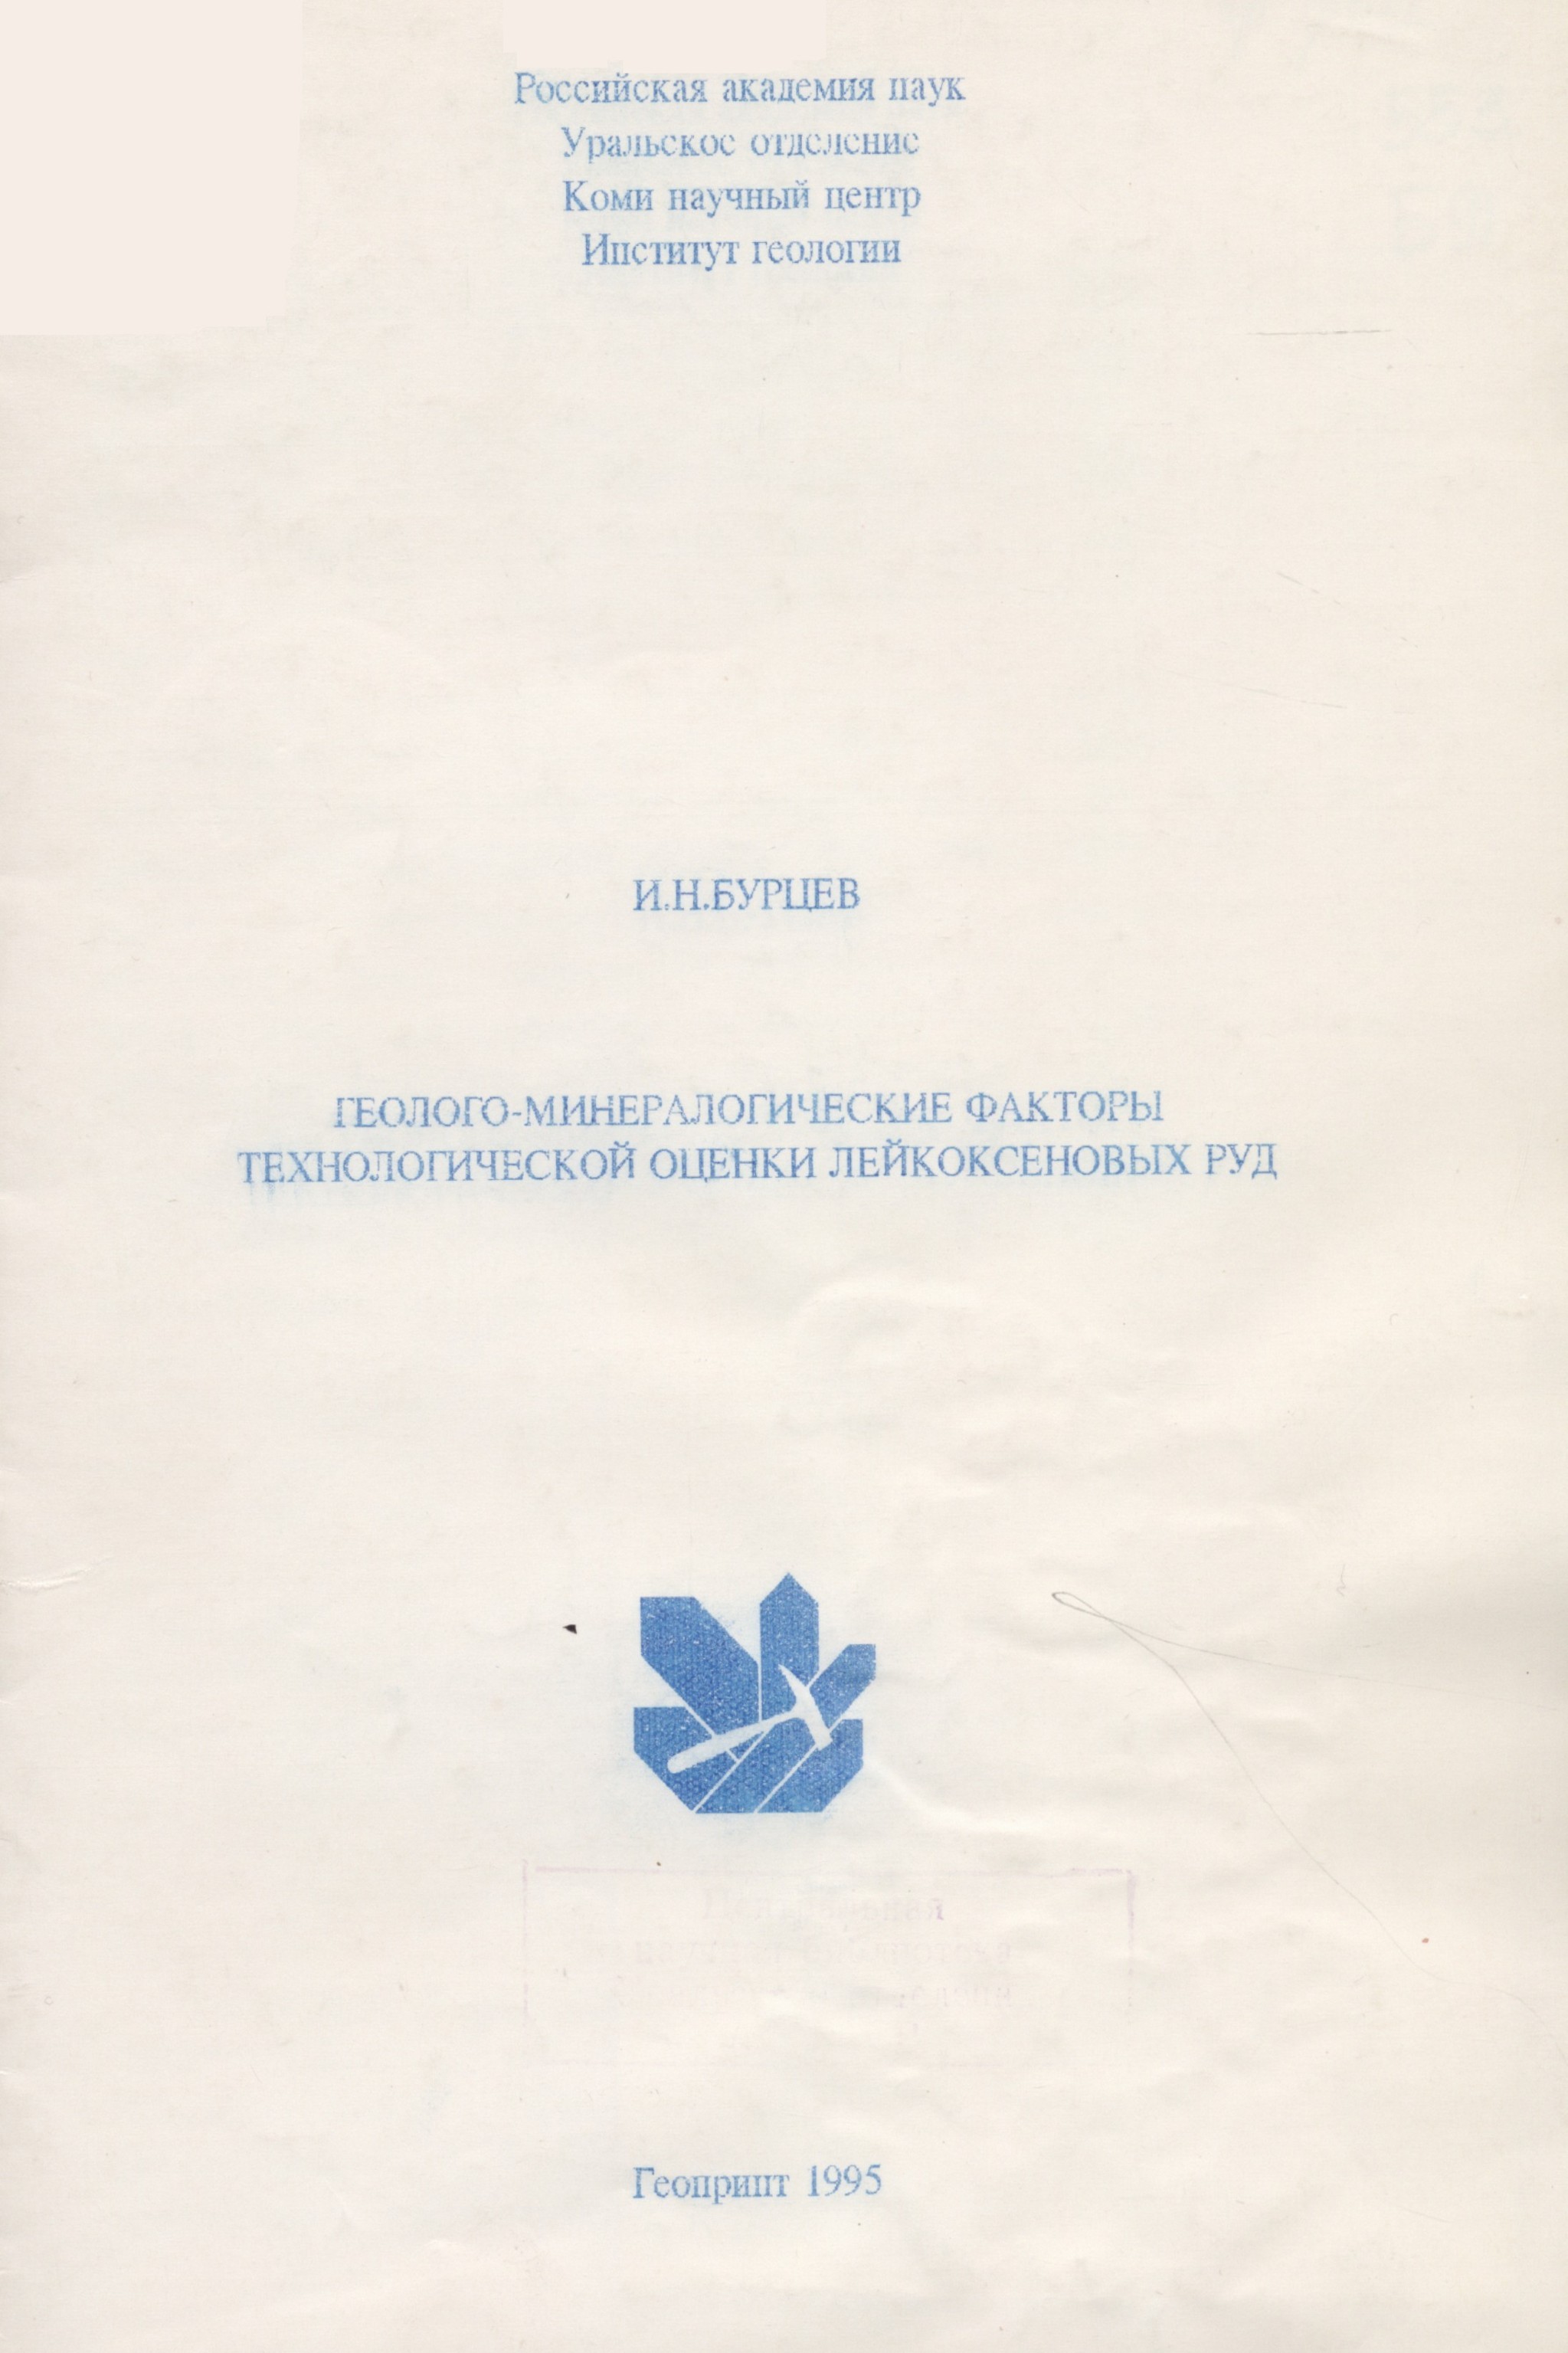 Российская академия наук
Уральское отделение
Коми научный центр
Институт геологии
И.Н.БУРЦЕВ
ГЕОЛОГО-МИНЕРАЛОГИЧЕСКИЕ ФАКТОРЫ
ТЕХНОЛОГИЧЕСКОЙ ОЦЕНКИ ЛЕЙКОКСЕНОВЫХ РУД
Геопринт 1995